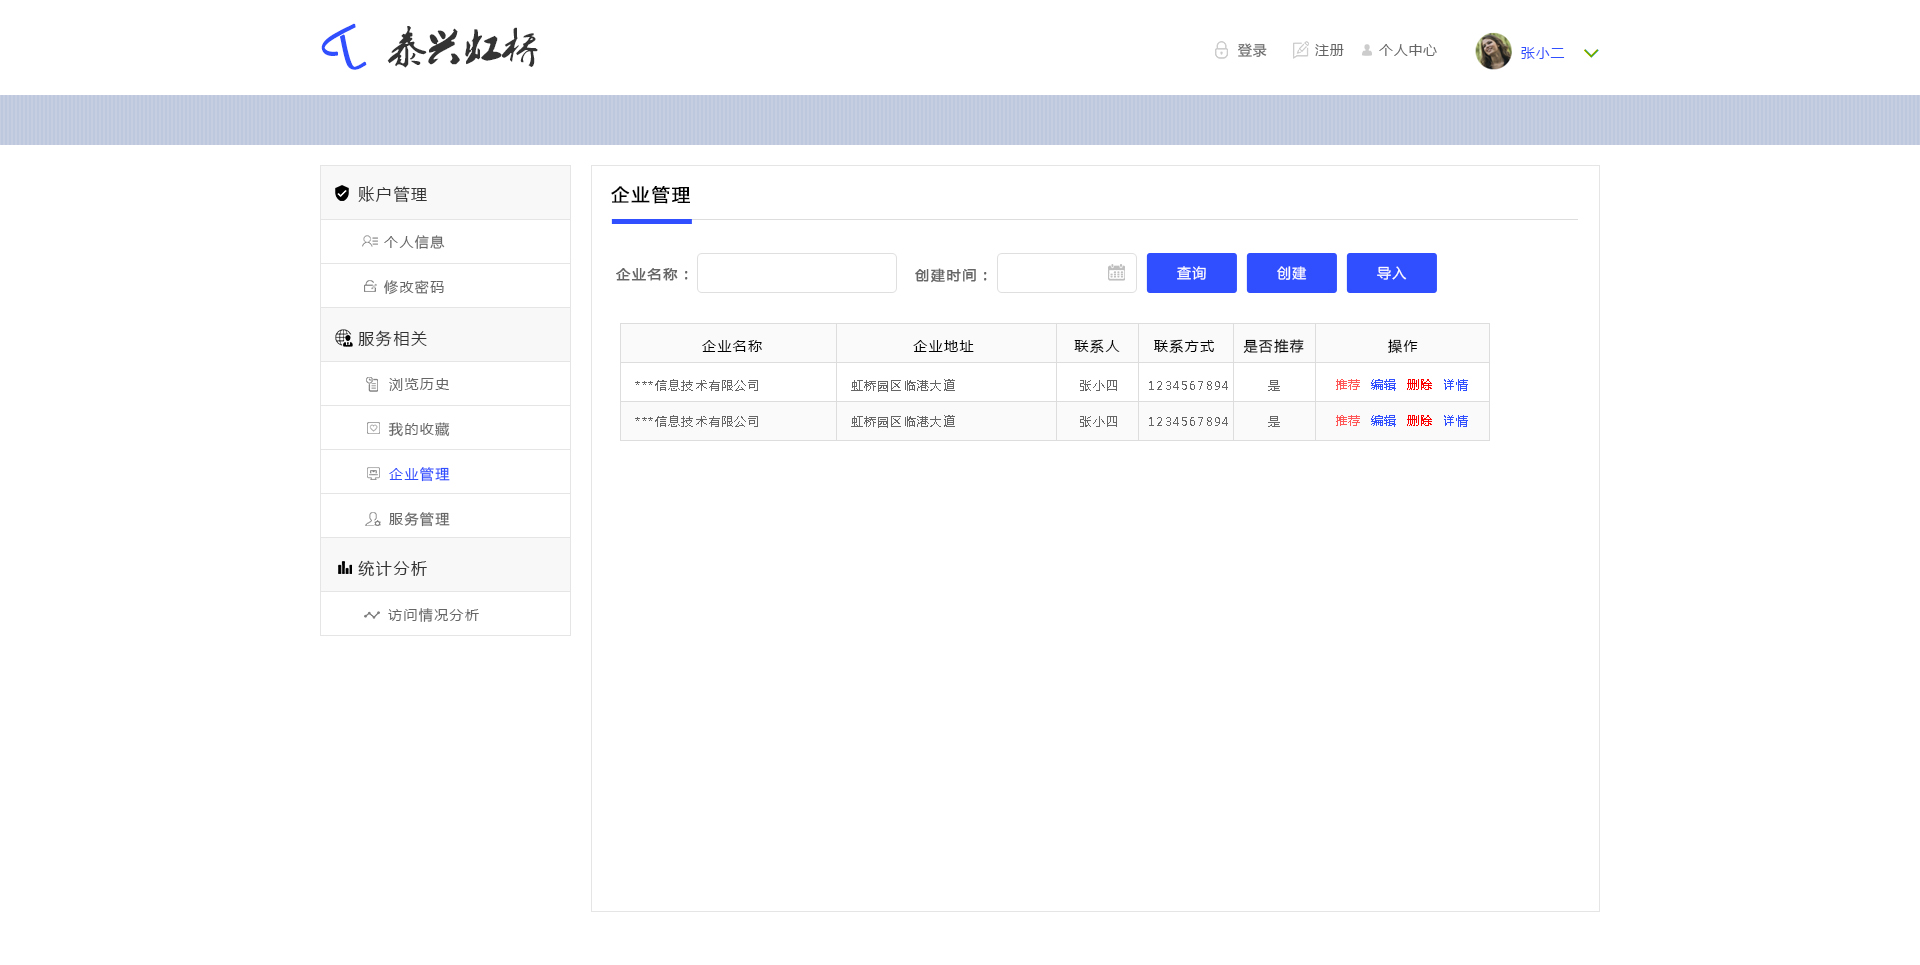 泰兴虹桥
登录 注册 个人中心 张小二
账户管理
个人信息
修改密码
服务相关
浏览历史
我的收藏
企业管理
服务管理
统计分析
访问情况分析
企业管理
企业名称： 创建时间： 查询 创建 导入
企业名称 企业地址 联系人 联系方式 是否推荐 操作
***信息技术有限公司 虹桥园区临港大道 张小四 1234567894 是 推荐 编辑 删除 详情
***信息技术有限公司 虹桥园区临港大道 张小四 1234567894 是 推荐 编辑 删除 详情